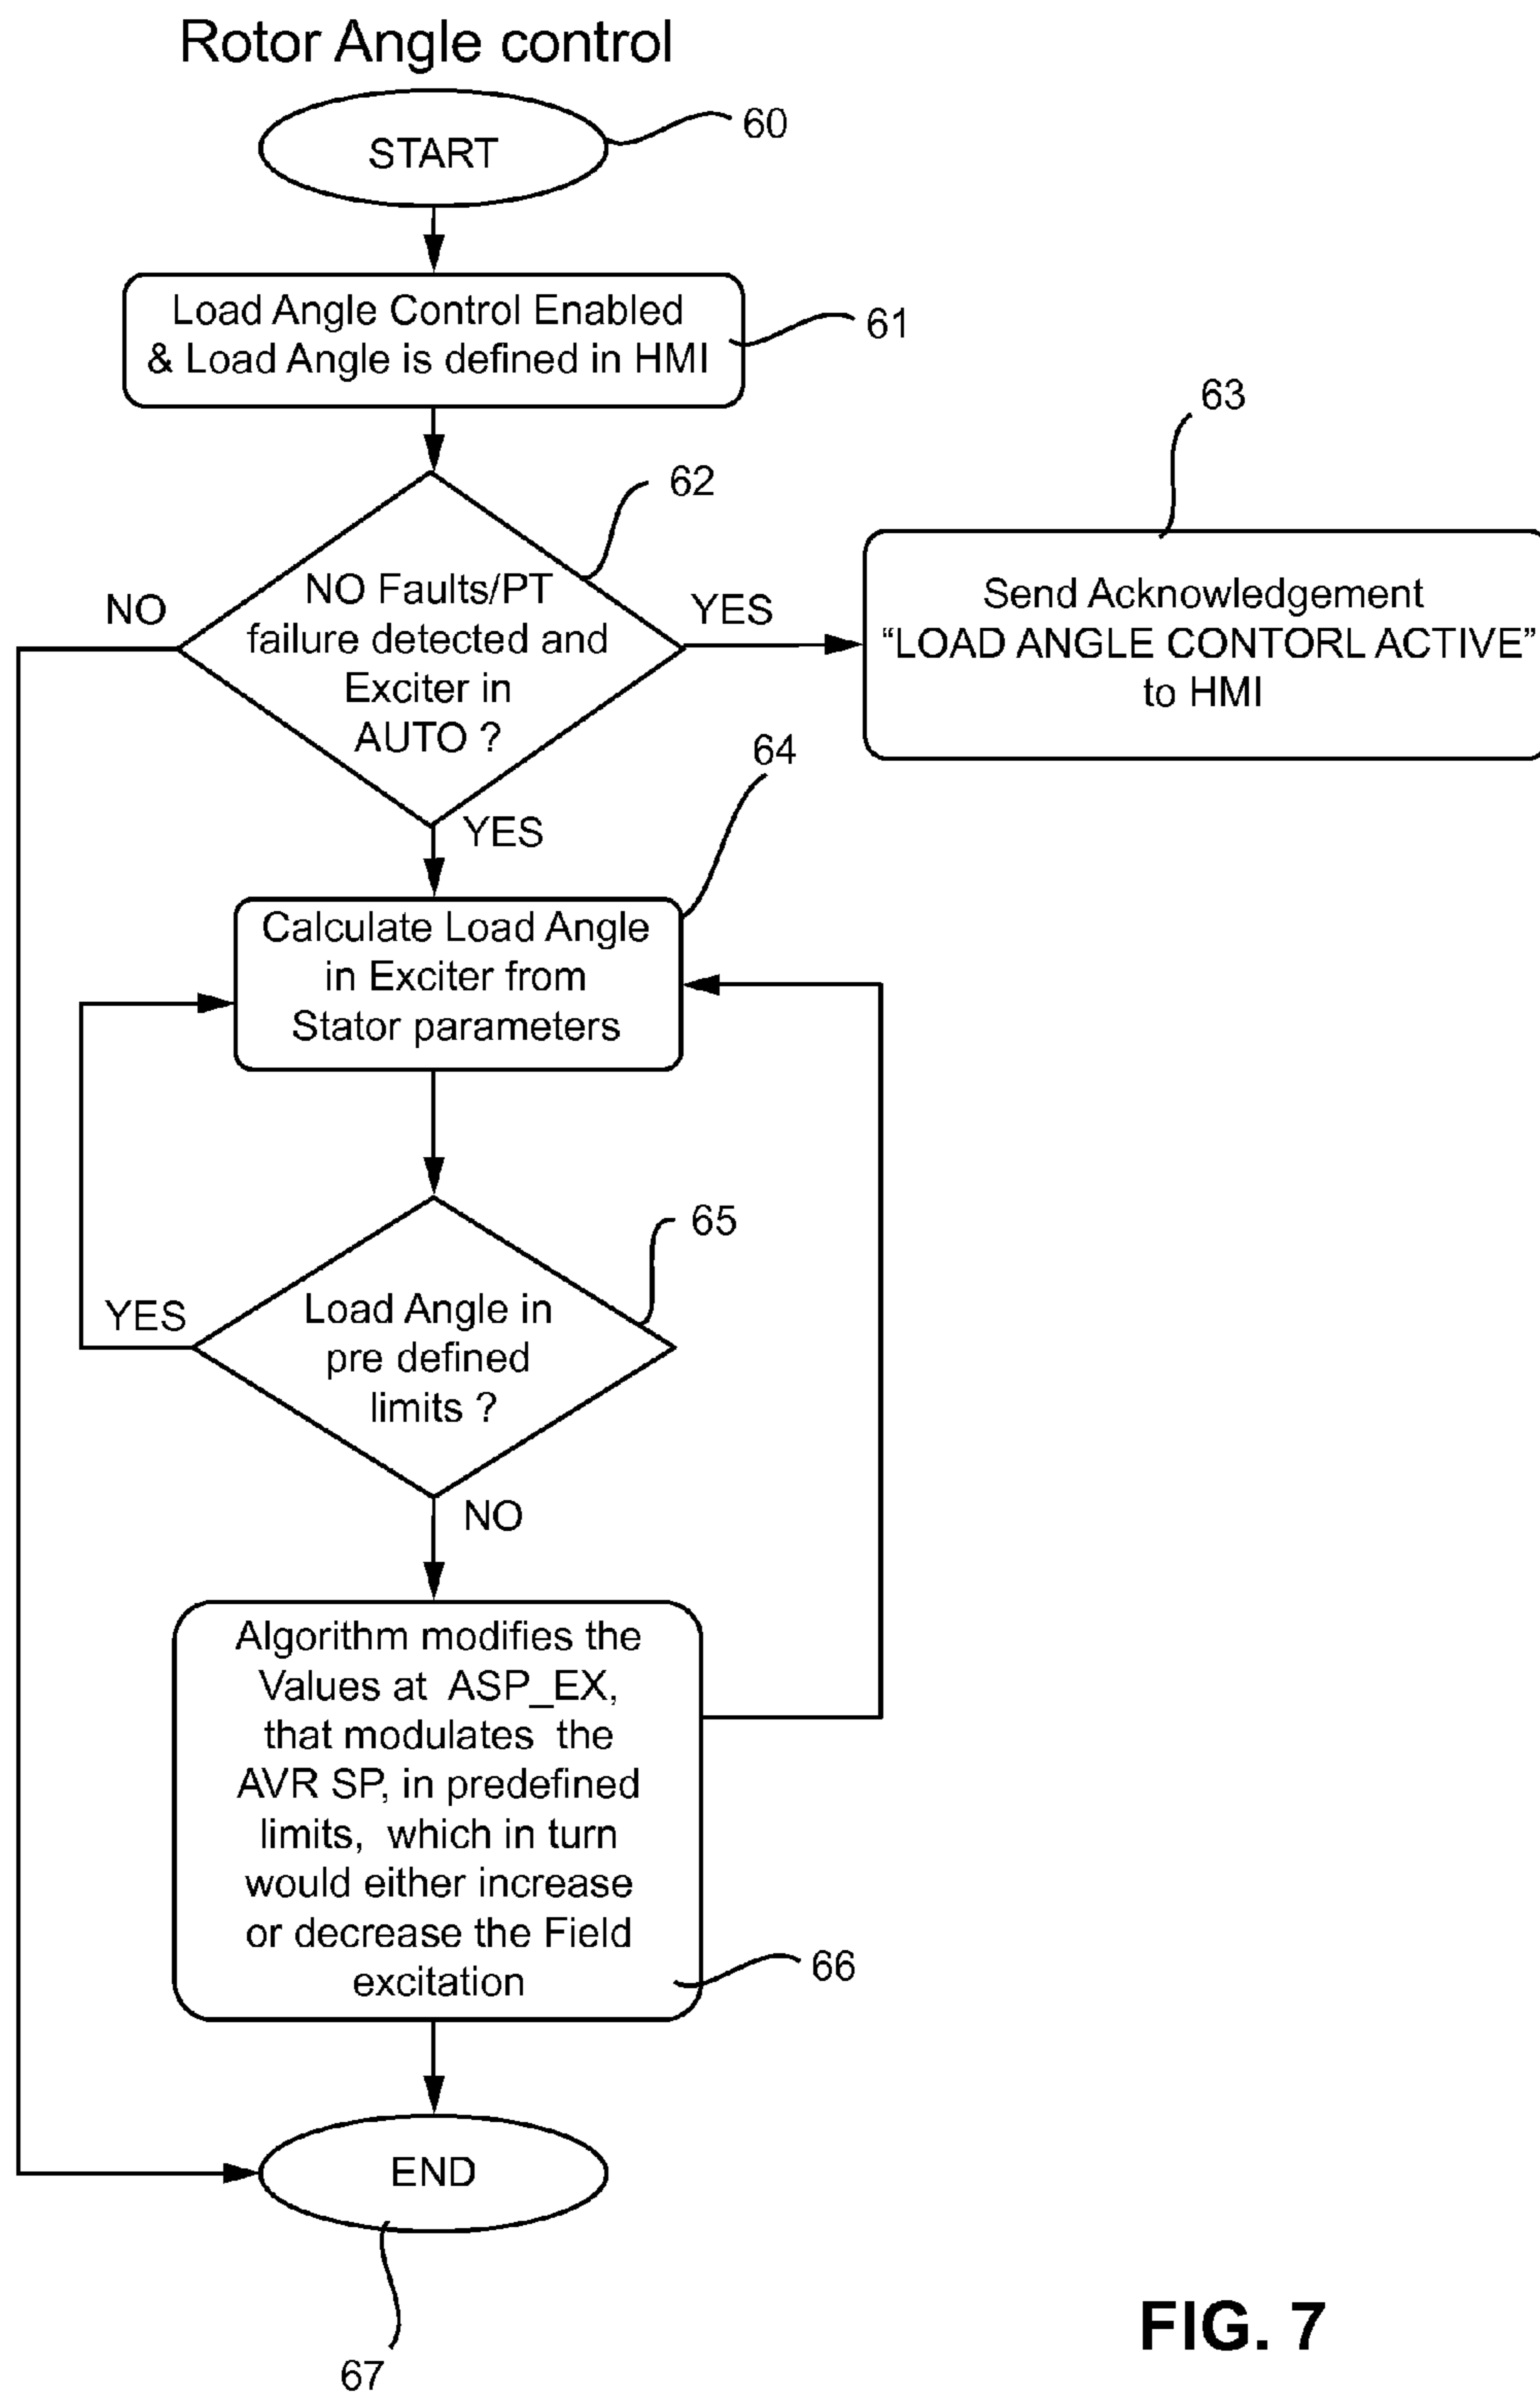 Rotor Angle control
START
60
Load Angle Control Enabled
& Load Angle is defined in HMI
61
62
NO Faults/PT
failure detected and
Exciter in
AUTO ?
NO
YES
63
Send Acknowledgement
“LOAD ANGLE CONTORL ACTIVE”
to HMI
YES
64
Calculate Load Angle
in Exciter from
Stator parameters
65
Load Angle in
pre defined
limits ?
YES
NO
Algorithm modifies the
Values at ASP_EX,
that modulates the
AVR SP, in predefined
limits, which in turn
would either increase
or decrease the Field
excitation
66
END
67
FIG. 7